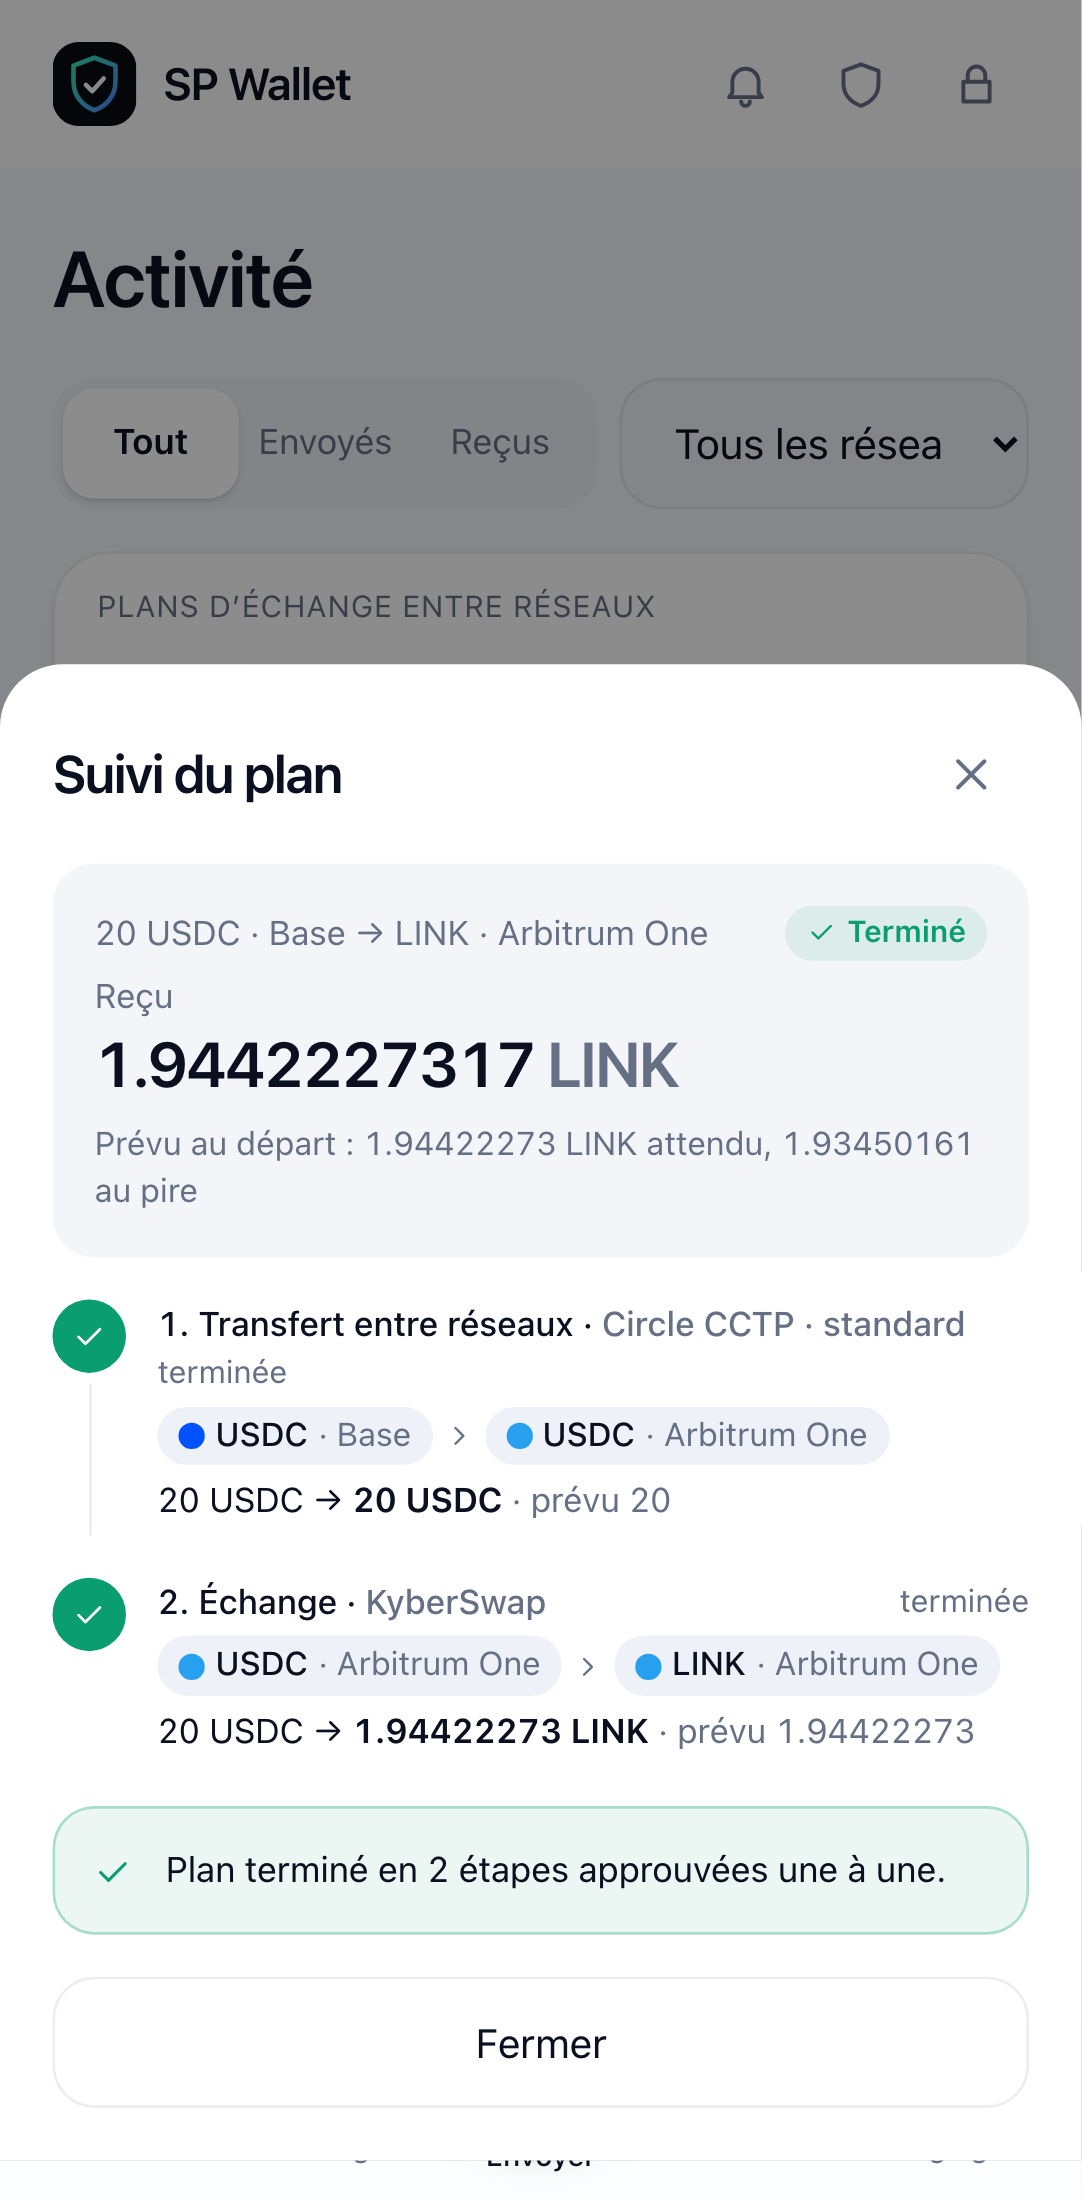 SP Wallet
Activité
Tout Envoyés Reçus Tous les résea
PLANS D’ÉCHANGE ENTRE RÉSEAUX
Suivi du plan
20 USDC · Base → LINK · Arbitrum One Terminé
Reçu
1.9442227317 LINK
Prévu au départ : 1.94422273 LINK attendu, 1.93450161
au pire
1. Transfert entre réseaux · Circle CCTP · standard
terminée
USDC · Base › USDC · Arbitrum One
20 USDC → 20 USDC · prévu 20
2. Échange · KyberSwap terminée
USDC · Arbitrum One › LINK · Arbitrum One
20 USDC → 1.94422273 LINK · prévu 1.94422273
Plan terminé en 2 étapes approuvées une à une.
Fermer
Envoyer